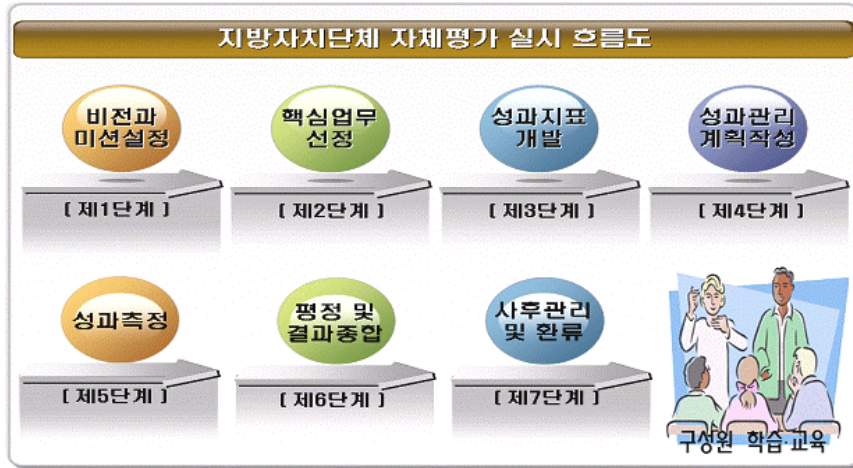 지방자치단체 자체평가 실시 흐름도
비전과
미션설정
[ 제1단계 ]
핵심업무
선정
[ 제2단계 ]
성과지표
개발
[ 제3단계 ]
성과관리
계획작성
[ 제4단계 ]
성과측정
[제5단계 ]
평정 및
결과종합
[ 제6단계 ]
사후관리
및 환류
[제7단계 ]
구성원 학습·교육